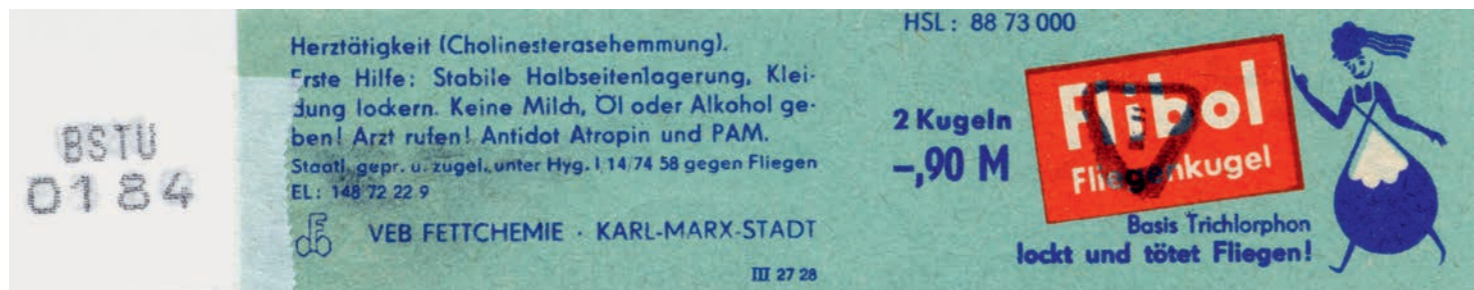 BSTU
0184
Herztätigkeit (Cholinesterasehemmung).
Erste Hilfe: Stabile Halbseitenlagerung, Klei-
dung lockern. Keine Milch, Öl oder Alkohol ge-
ben! Arzt rufen! Antidot Atropin und PAM.
Staatl. gepr. u. zugel. unter Hyg. I 14/74 58 gegen Fliegen
EL: 148 72 22 9
VEB FETTCHEMIE · KARL-MARX-STADT
III 27 28
HSL: 88 73 000
2 Kugeln
-,90 M
Flibol
Fliegenkugel
Basis Trichlorphon
lockt und tötet Fliegen!